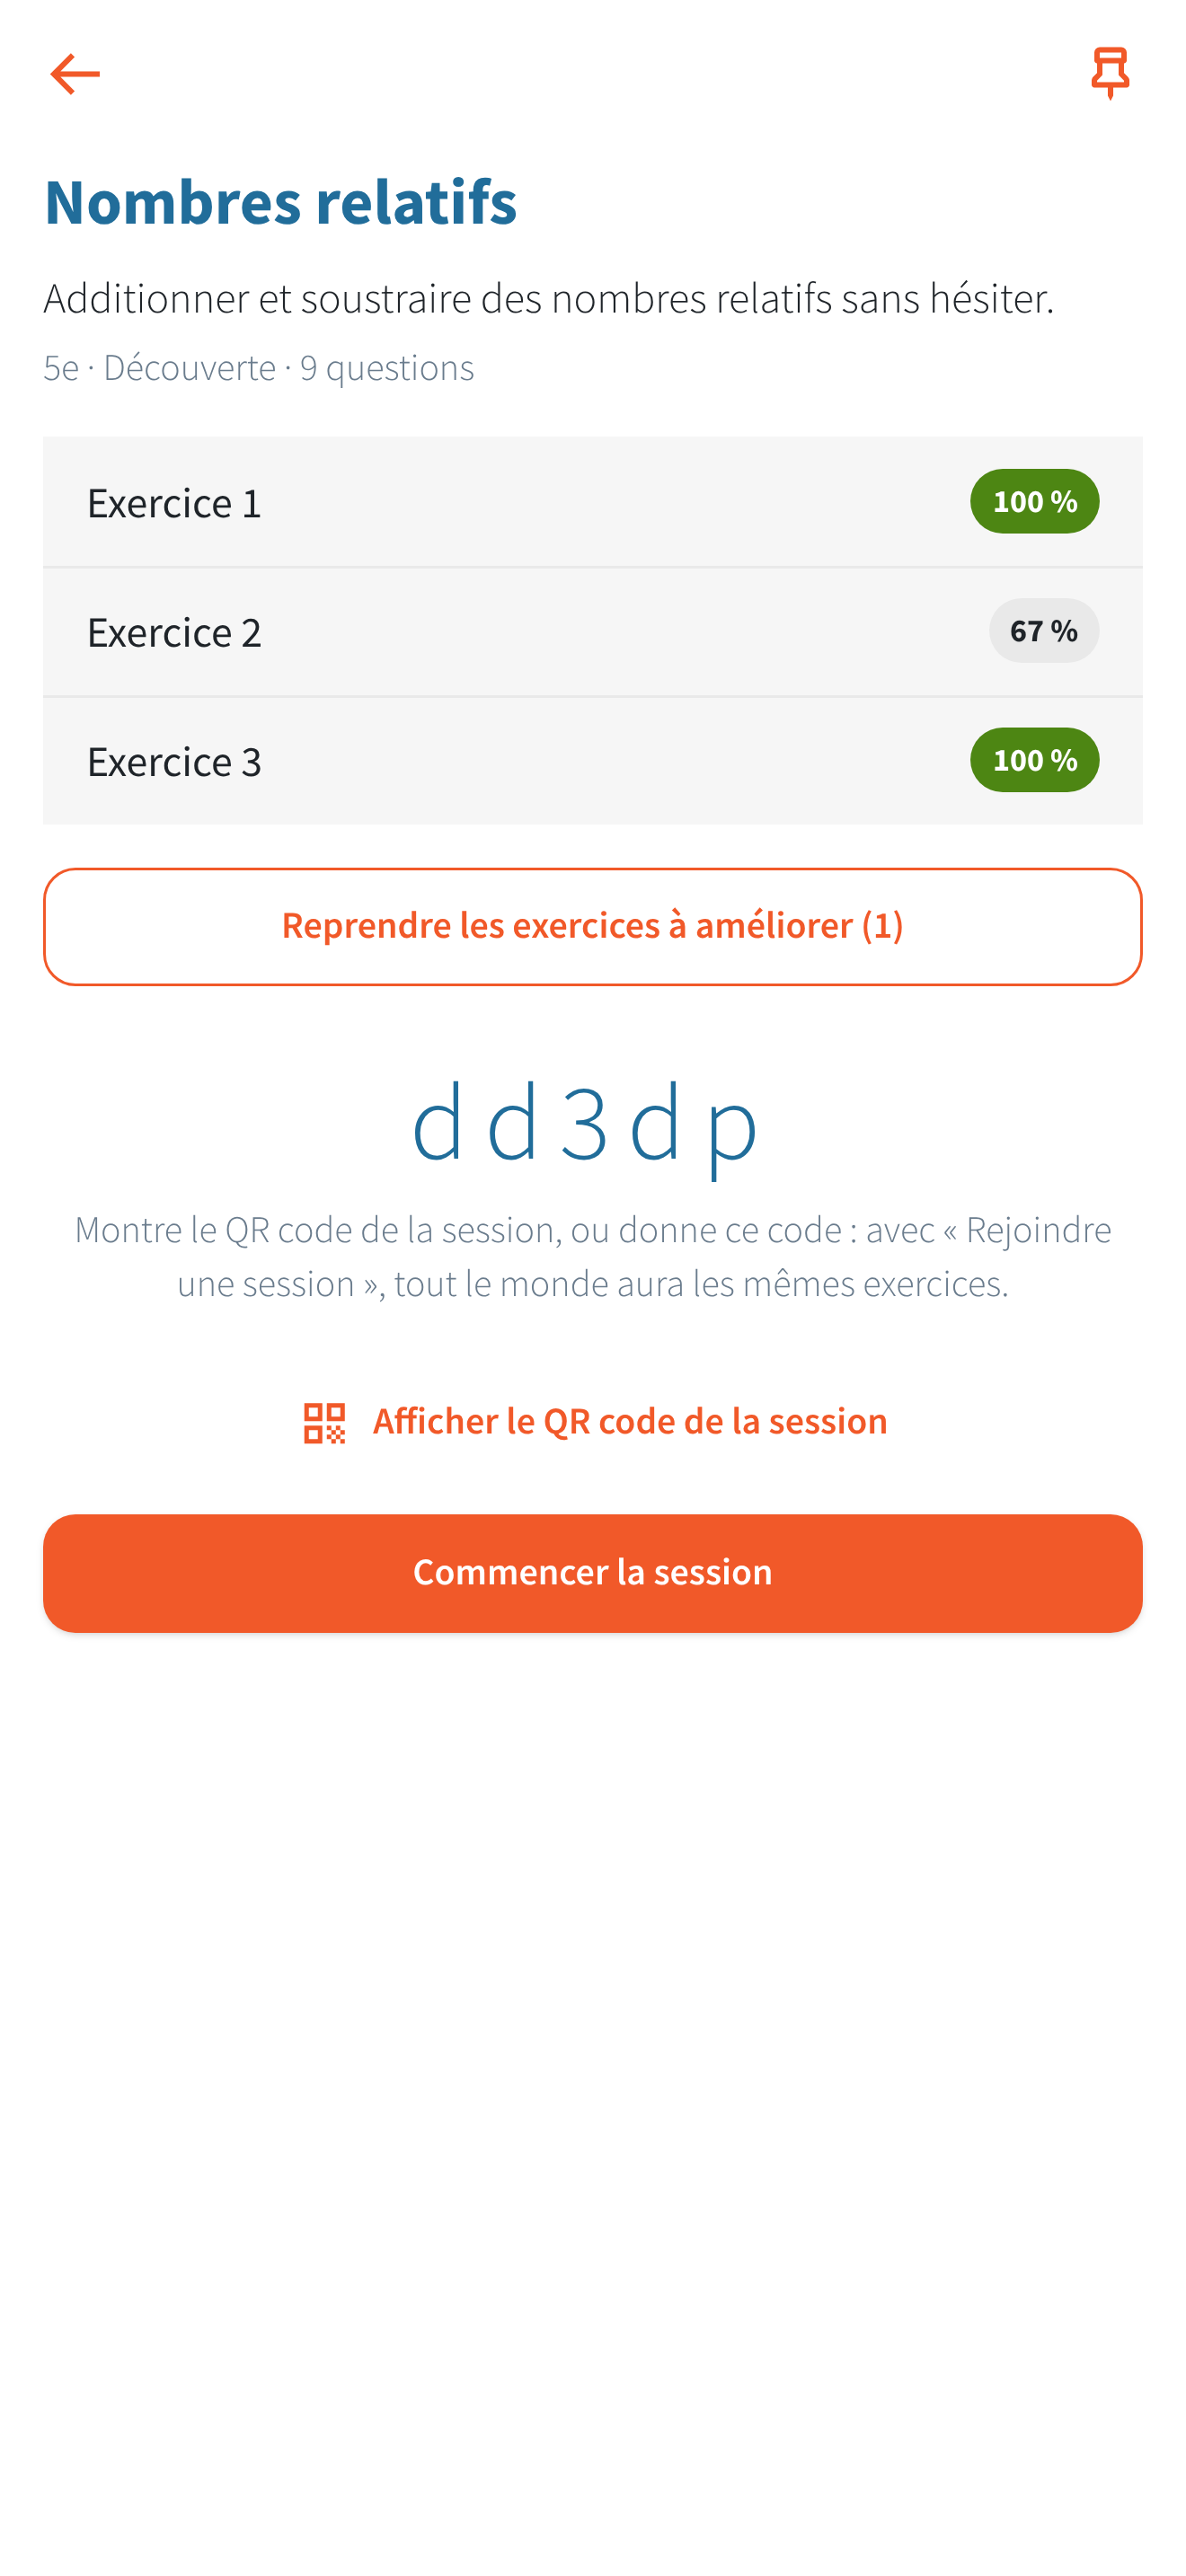 Nombres relatifs
Additionner et soustraire des nombres relatifs sans hésiter.
5e · Découverte · 9 questions
Exercice 1
100 %
Exercice 2
67 %
Exercice 3
100 %
Reprendre les exercices à améliorer (1)
dd3dp
Montre le QR code de la session, ou donne ce code : avec « Rejoindre
une session », tout le monde aura les mêmes exercices.
Afficher le QR code de la session
Commencer la session